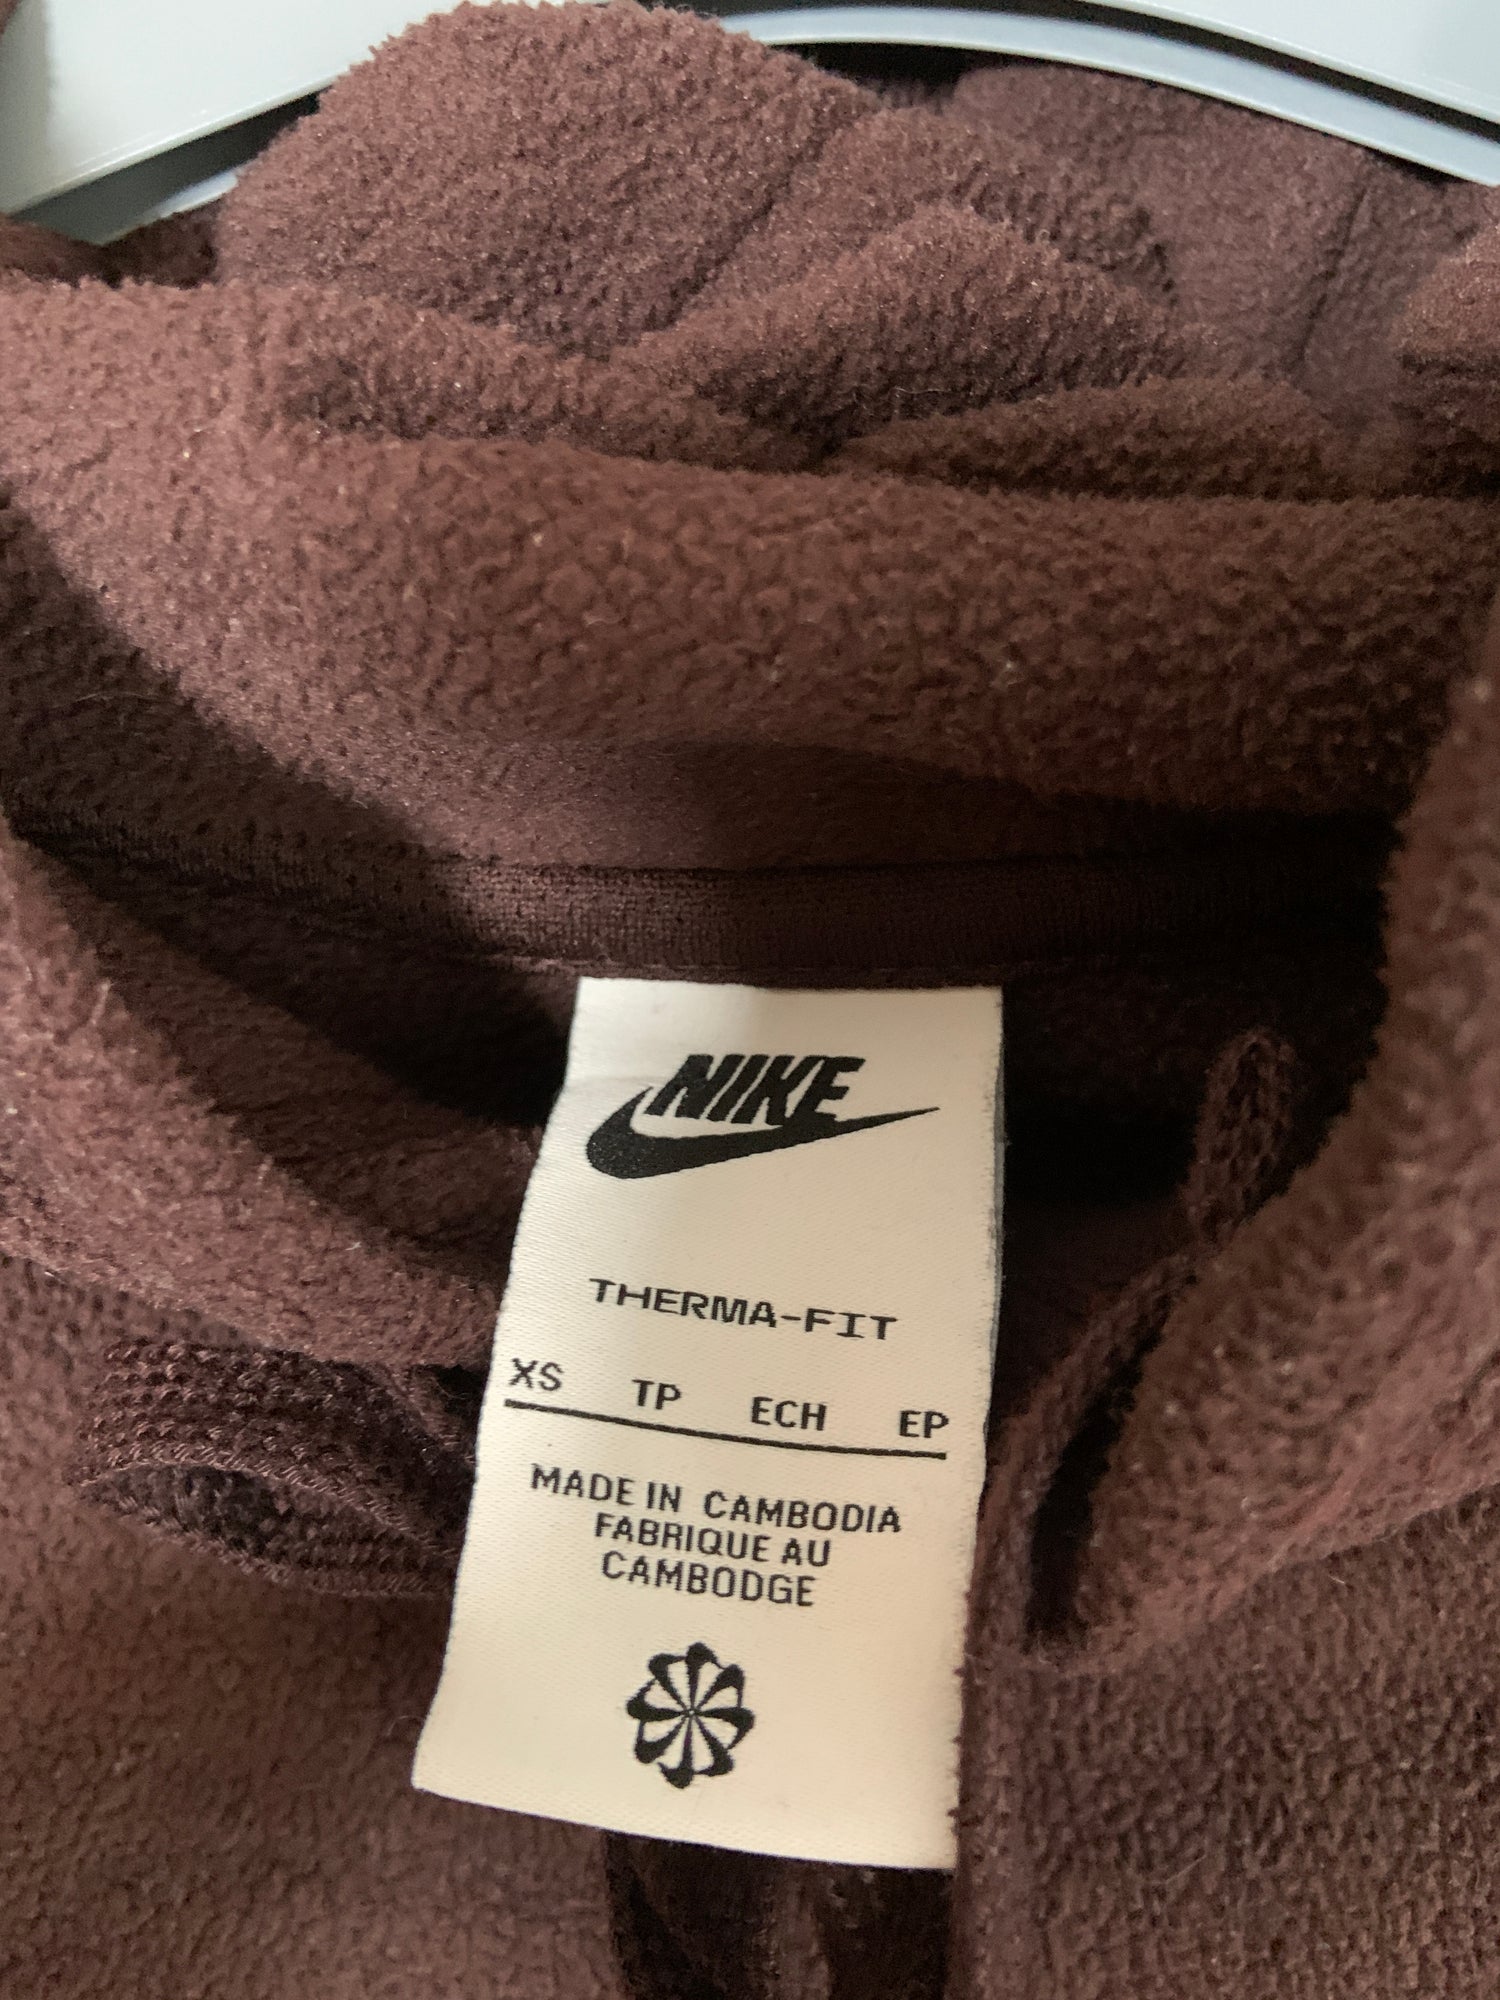 NIKE
THERMA-FIT
XS TP ECH EP
MADE IN CAMBODIA
FABRIQUE AU
CAMBODGE